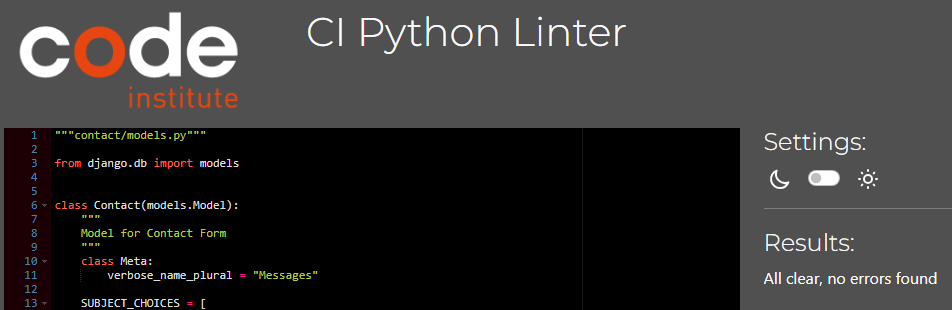 code
institute
CI Python Linter
1 """contact/models.py"""
2
3 from django.db import models
4
5
6 class Contact(models.Model):
7     """
8     Model for Contact Form
9     """
10     class Meta:
11         verbose_name_plural = "Messages"
12
13     SUBJECT_CHOICES = [
Settings:
Results:
All clear, no errors found